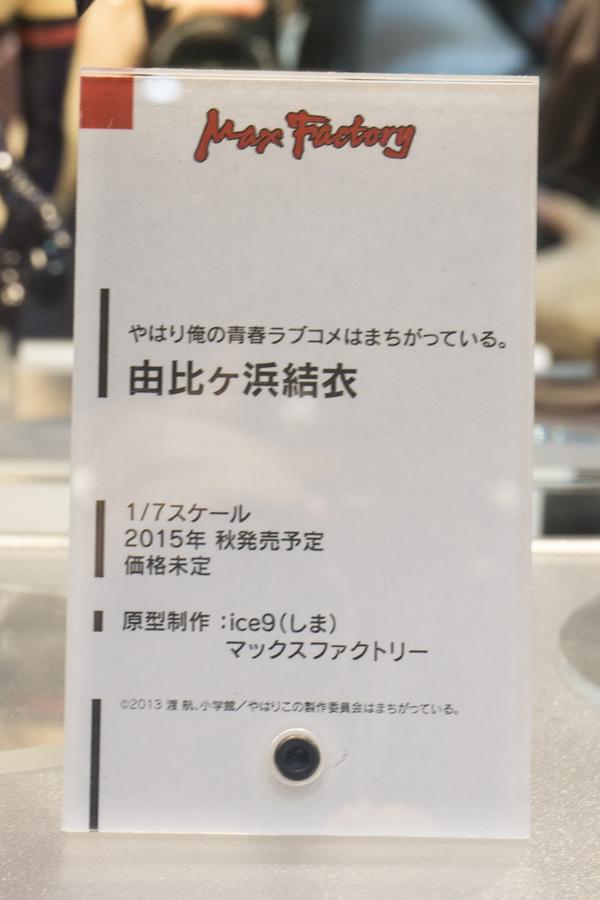 Max Factory
やはり俺の青春ラブコメはまちがっている。
由比ヶ浜結衣
1/7スケール
2015年 秋発売予定
価格未定
原型制作：ice9(しま)
マックスファクトリー
©2013 渡 航、小学館／やはりこの製作委員会はまちがっている。